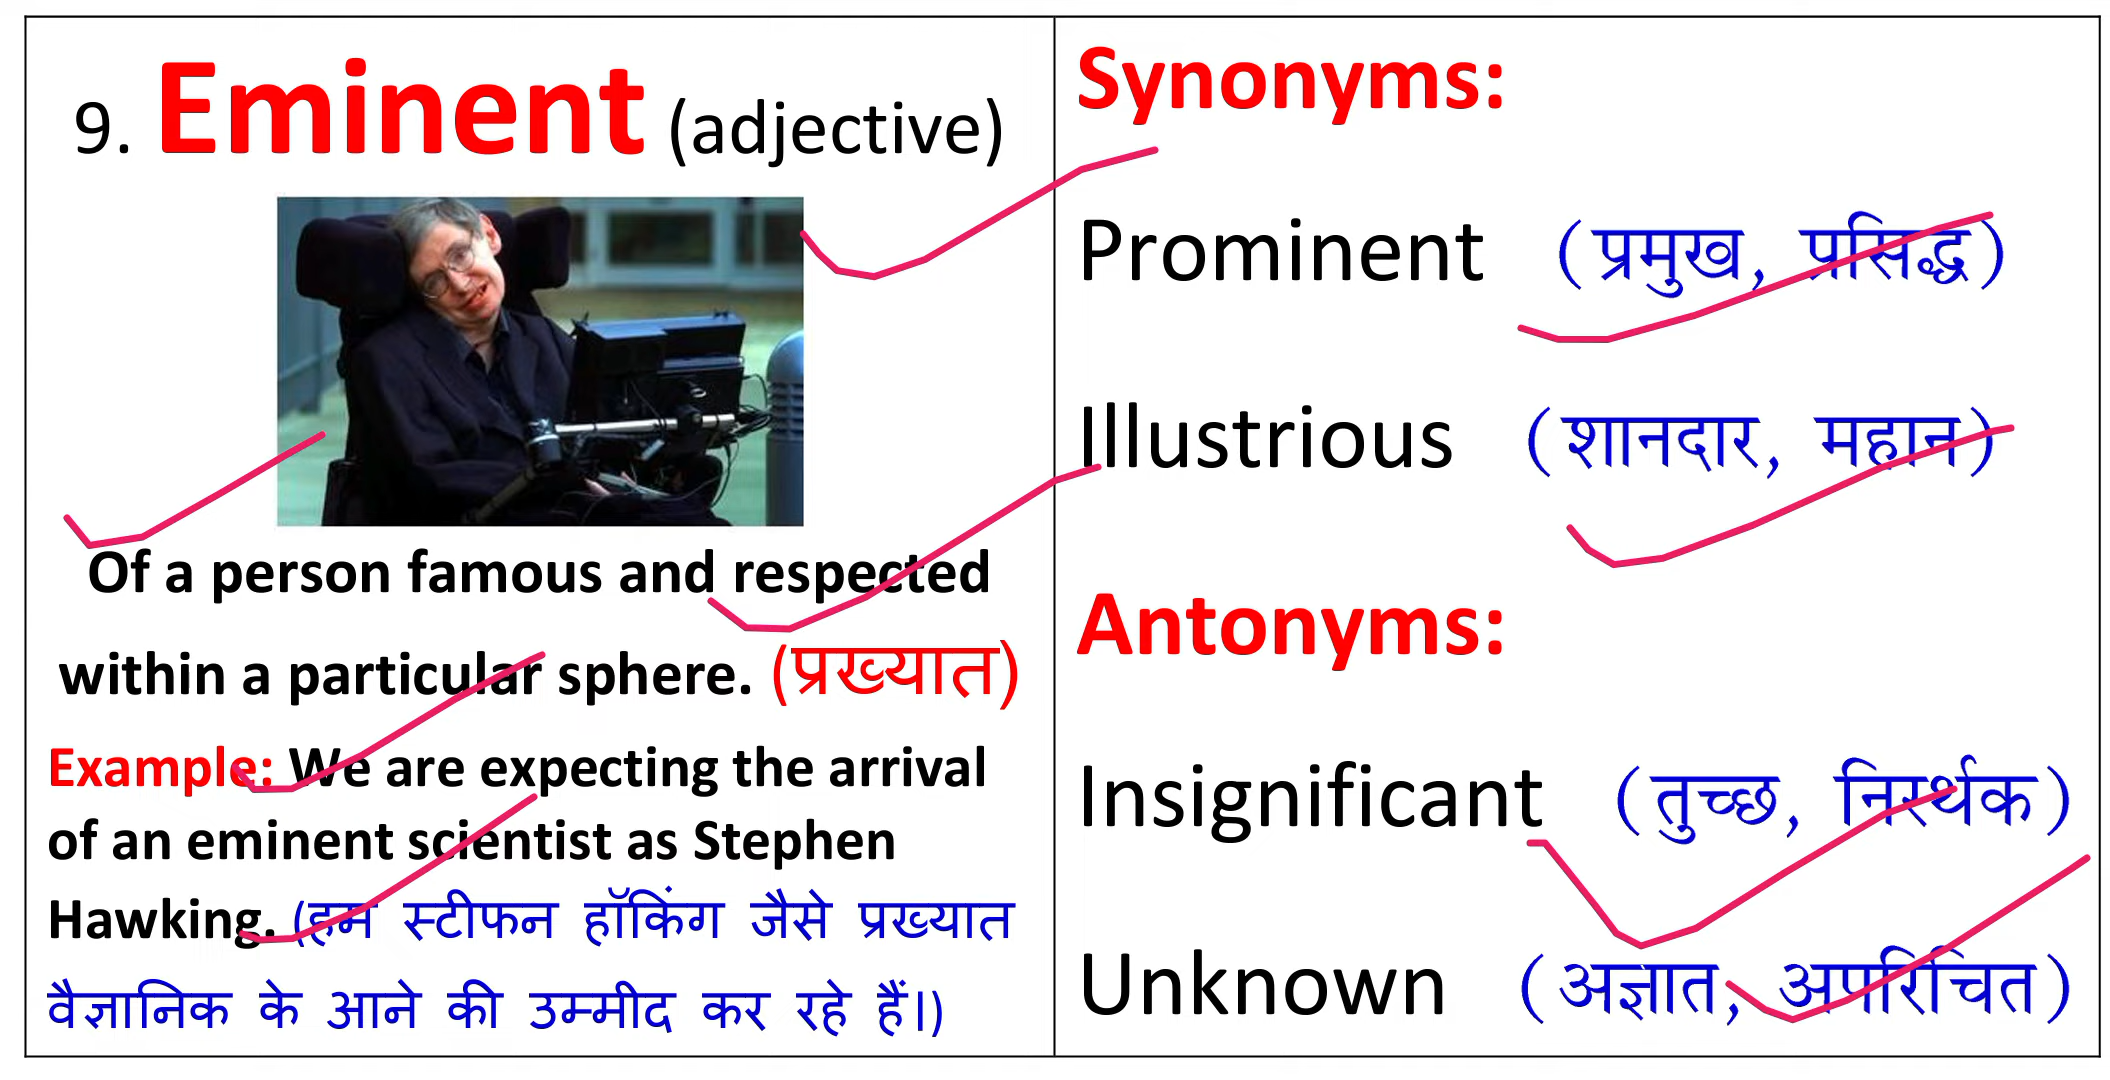 9. Eminent (adjective)
Of a person famous and respected
within a particular sphere. (प्रख्यात)
Example: We are expecting the arrival
of an eminent scientist as Stephen
Hawking. (हम स्टीफन हॉकिंग जैसे प्रख्यात
वैज्ञानिक के आने की उम्मीद कर रहे हैं।)
Synonyms:
Prominent (प्रमुख, प्रसिद्ध)
Illustrious (शानदार, महान)
Antonyms:
Insignificant (तुच्छ, निरर्थक)
Unknown (अज्ञात, अपरिचित)